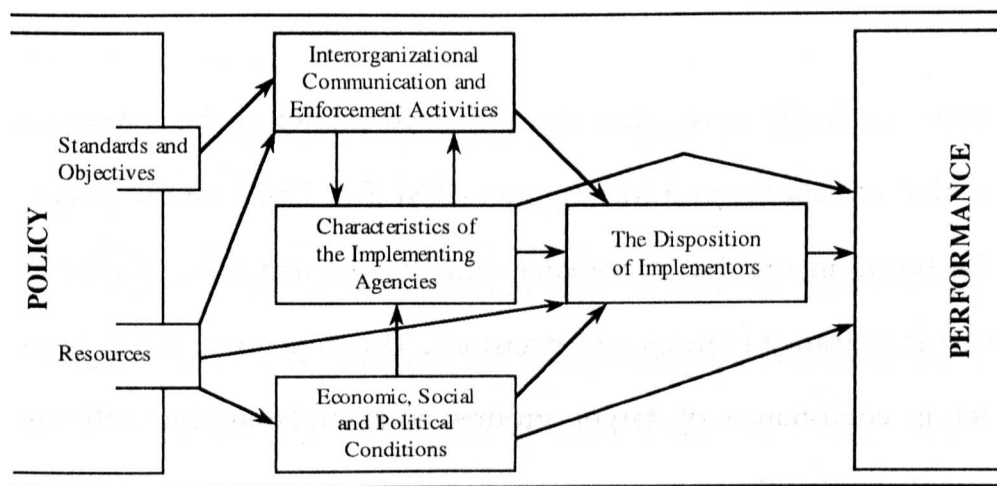 POLICY
Standards and
Objectives
Resources
Interorganizational
Communication and
Enforcement Activities
Characteristics of
the Implementing
Agencies
Economic, Social
and Political
Conditions
The Disposition
of Implementors
PERFORMANCE